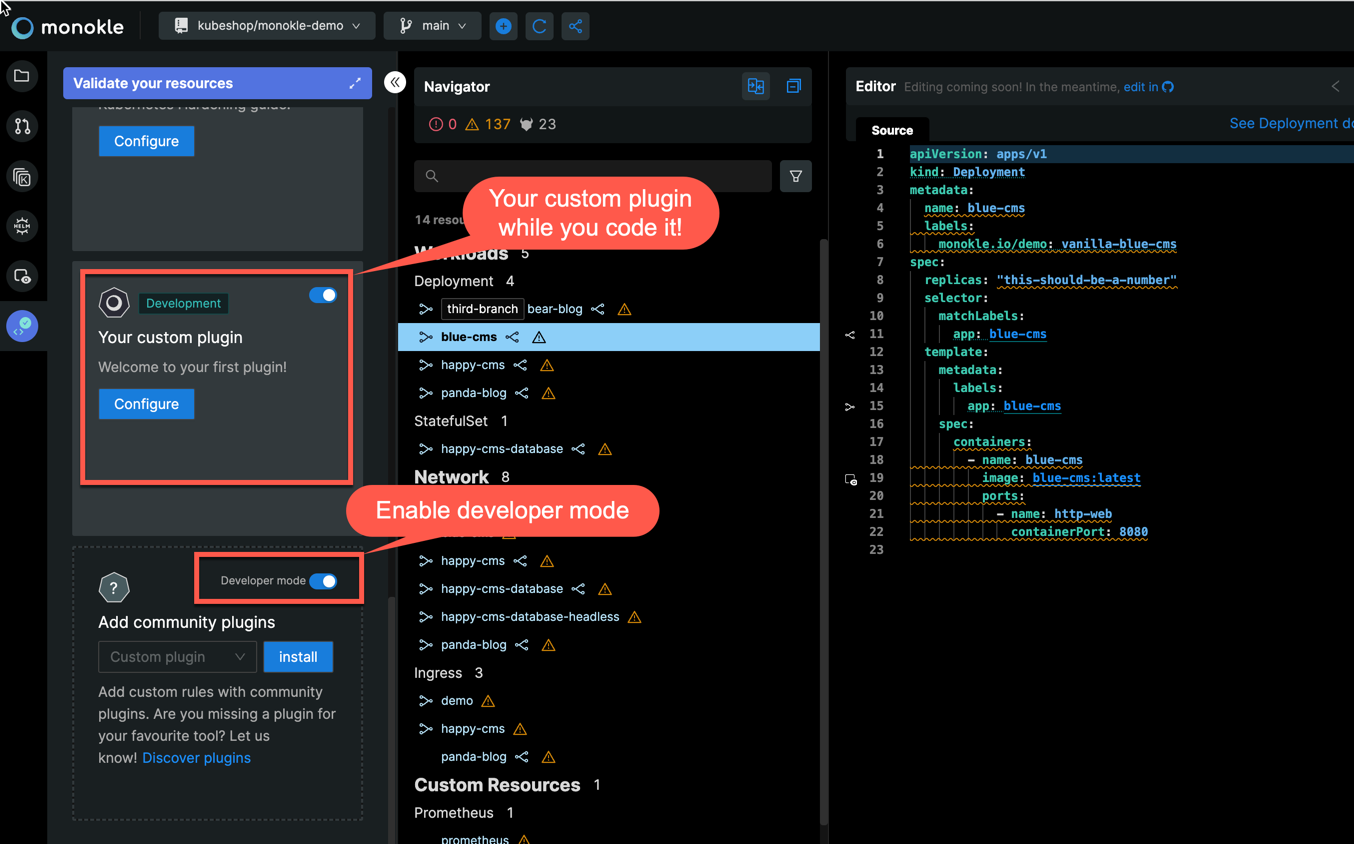 monokle
kubeshop/monokle-demo
main
Validate your resources
Kubernetes Hardening guide.
Configure
Development
Your custom plugin
Welcome to your first plugin!
Configure
Developer mode
?
Add community plugins
Custom plugin
install
Add custom rules with community
plugins. Are you missing a plugin for
your favourite tool? Let us
know! Discover plugins
HELM
Navigator
0 137 23
14 resou
Your custom plugin
while you code it!
Workloads 5
Deployment 4
third-branch bear-blog
blue-cms
happy-cms
panda-blog
StatefulSet 1
happy-cms-database
Network 8
Enable developer mode
happy-cms
happy-cms-database
happy-cms-database-headless
panda-blog
Ingress 3
demo
happy-cms
panda-blog
Custom Resources 1
Prometheus 1
prometheus
Editor Editing coming soon! In the meantime, edit in
Source
See Deployment do
1 apiVersion: apps/v1
2 kind: Deployment
3 metadata:
4 name: blue-cms
5 labels:
6 monokle.io/demo: vanilla-blue-cms
7 spec:
8 replicas: "this-should-be-a-number"
9 selector:
10 matchLabels:
11 app: blue-cms
12 template:
13 metadata:
14 labels:
15 app: blue-cms
16 spec:
17 containers:
18 - name: blue-cms
19 image: blue-cms:latest
20 ports:
21 - name: http-web
22 containerPort: 8080
23